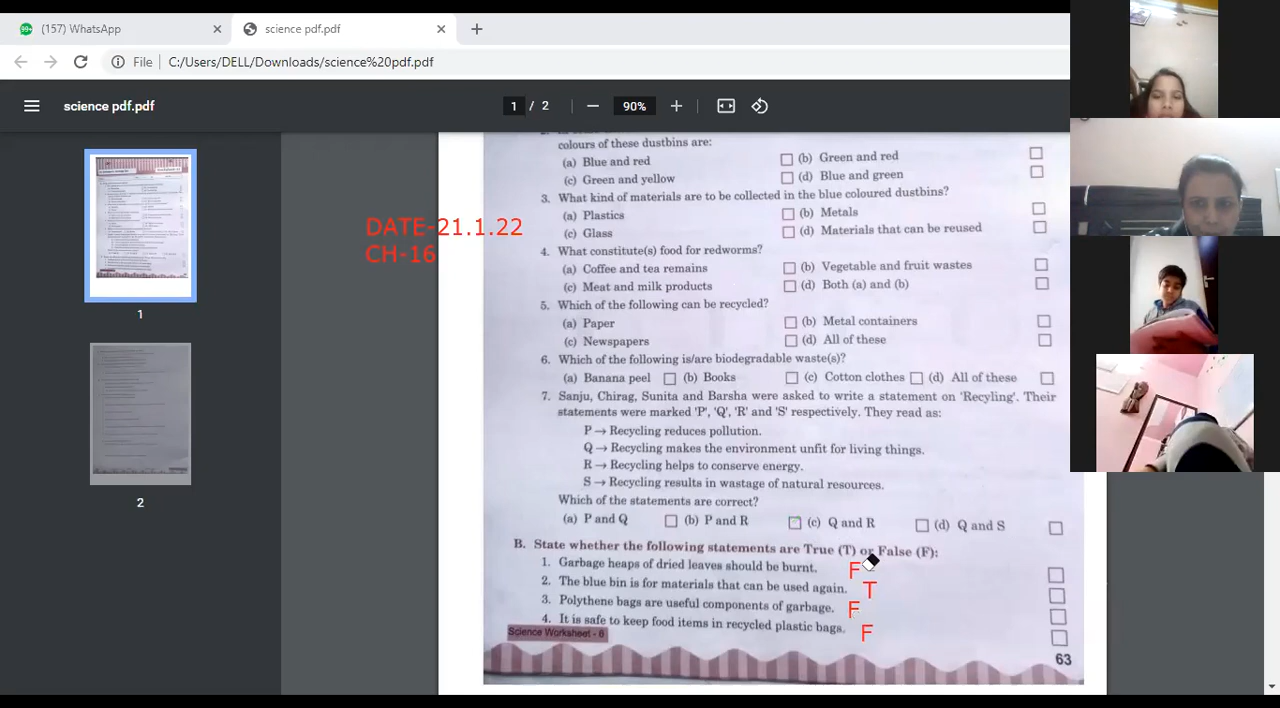 99+ (157) WhatsApp × science pdf.pdf × +
File | C:/Users/DELL/Downloads/science%20pdf.pdf
science pdf.pdf 1 / 2 — 90% +
colours of these dustbins are:
(a) Blue and red (b) Green and red
(c) Green and yellow (d) Blue and green
What kind of materials are to be collected in the blue coloured dustbins?
(a) Plastics (b) Metals
(c) Glass (d) Materials that can be reused
DATE-21.1.22
CH-16
4. What constitute(s) food for redworms?
(a) Coffee and tea remains (b) Vegetable and fruit wastes
(c) Meat and milk products (d) Both (a) and (b)
5. Which of the following can be recycled?
(a) Paper (b) Metal containers
(c) Newspapers (d) All of these
6. Which of the following is/are biodegradable waste(s)?
(a) Banana peel (b) Books (c) Cotton clothes (d) All of these
7. Sanju, Chirag, Sunita and Barsha were asked to write a statement on 'Recyling'. Their
statements were marked 'P', 'Q', 'R' and 'S' respectively. They read as:
P → Recycling reduces pollution.
Q → Recycling makes the environment unfit for living things.
R → Recycling helps to conserve energy.
S → Recycling results in wastage of natural resources.
Which of the statements are correct?
(a) P and Q (b) P and R (c) Q and R (d) Q and S
B. State whether the following statements are True (T) or False (F):
1. Garbage heaps of dried leaves should be burnt. F
2. The blue bin is for materials that can be used again. T
3. Polythene bags are useful components of garbage. F
4. It is safe to keep food items in recycled plastic bags. F
Science Worksheet - 6
63
1
2